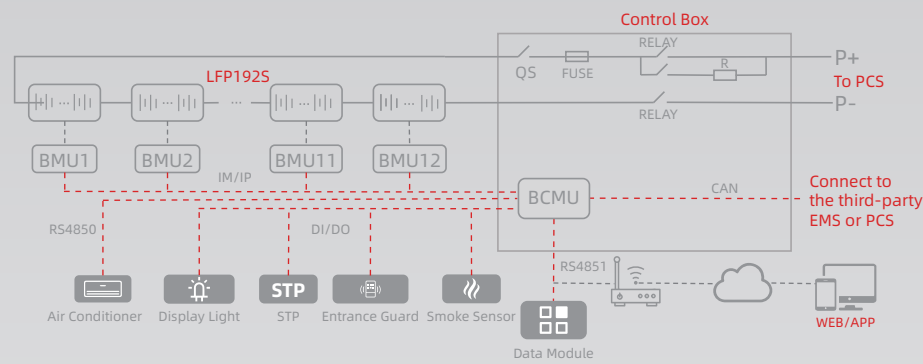 Control Box
RELAY
QS
FUSE
R
P+
LFP192S
To PCS
RELAY
P-
BMU1
BMU2
BMU11
BMU12
IM/IP
BCMU
CAN
Connect to
the third-party
EMS or PCS
RS4850
DI/DO
RS4851
STP
Air Conditioner
Display Light
STP
Entrance Guard
Smoke Sensor
WEB/APP
Data Module